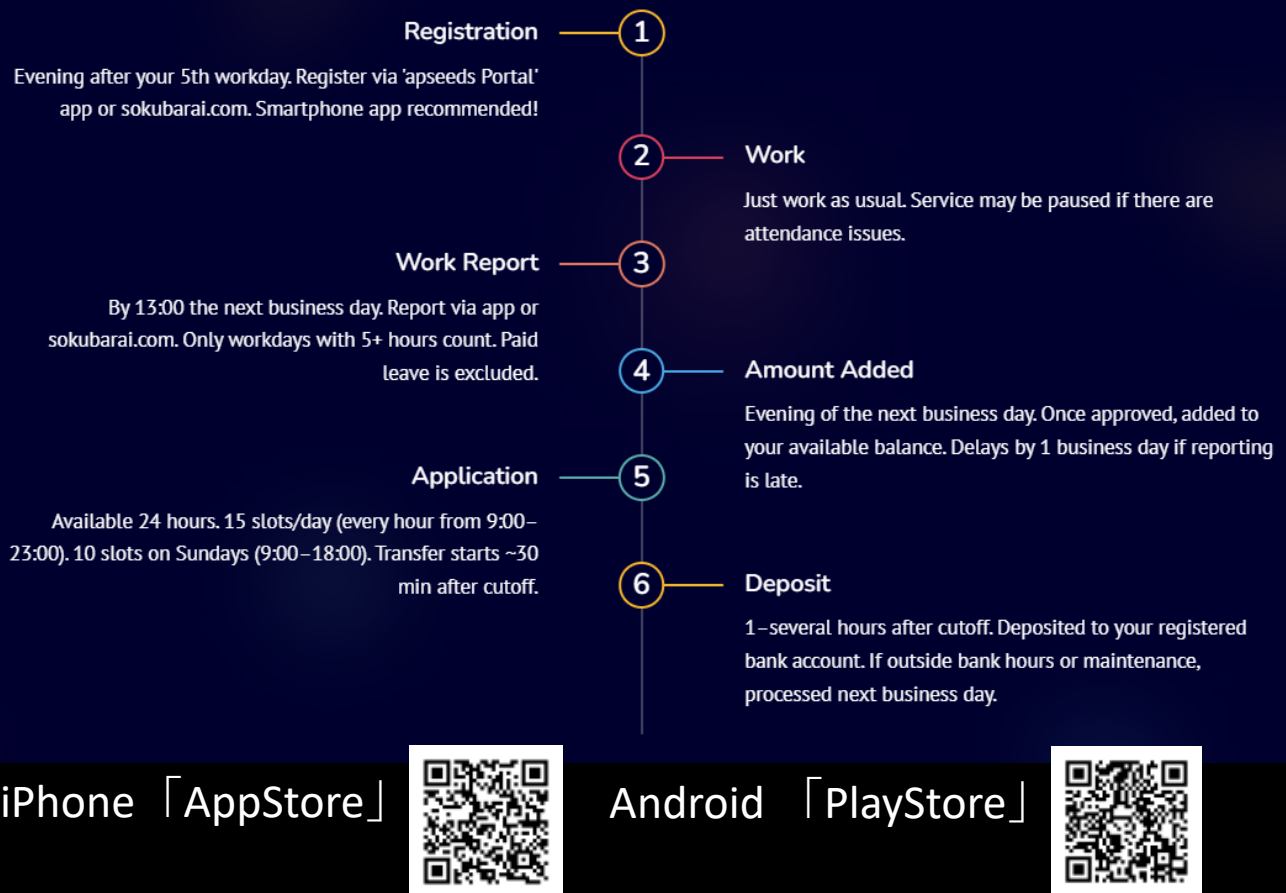 Registration
1
Evening after your 5th workday. Register via 'apseeds Portal'
app or sokubarai.com. Smartphone app recommended!
2
Work
Just work as usual. Service may be paused if there are
attendance issues.
Work Report
3
By 13:00 the next business day. Report via app or
sokubarai.com. Only workdays with 5+ hours count. Paid
leave is excluded.
4
Amount Added
Evening of the next business day. Once approved, added to
your available balance. Delays by 1 business day if reporting
is late.
Application
5
Available 24 hours. 15 slots/day (every hour from 9:00–
23:00). 10 slots on Sundays (9:00–18:00). Transfer starts ~30
min after cutoff.
6
Deposit
1–several hours after cutoff. Deposited to your registered
bank account. If outside bank hours or maintenance,
processed next business day.
iPhone「AppStore」
Android 「PlayStore」